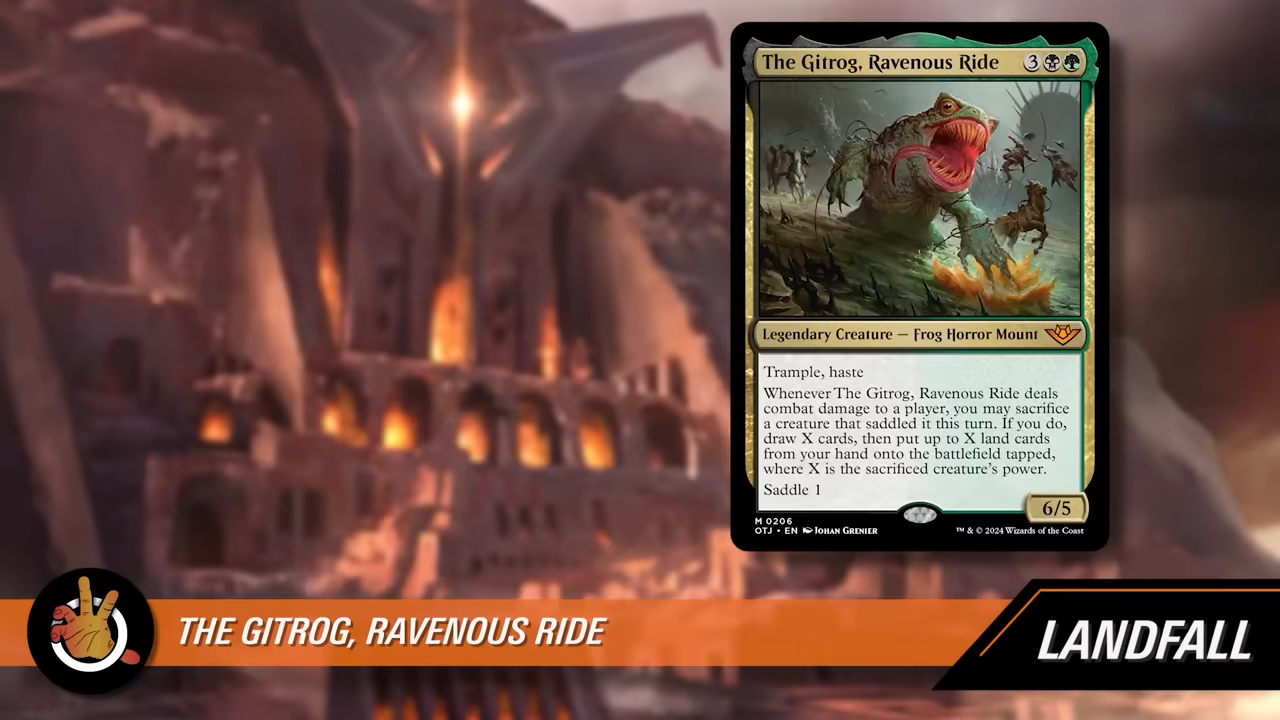 The Gitrog, Ravenous Ride 3
Legendary Creature — Frog Horror Mount
Trample, haste
Whenever The Gitrog, Ravenous Ride deals
combat damage to a player, you may sacrifice
a creature that saddled it this turn. If you do,
draw X cards, then put up to X land cards
from your hand onto the battlefield tapped,
where X is the sacrificed creature's power.
Saddle 1
6/5
M 0206
OTJ • EN Johan Grenier
™ & © 2024 Wizards of the Coast
THE GITROG, RAVENOUS RIDE
LANDFALL